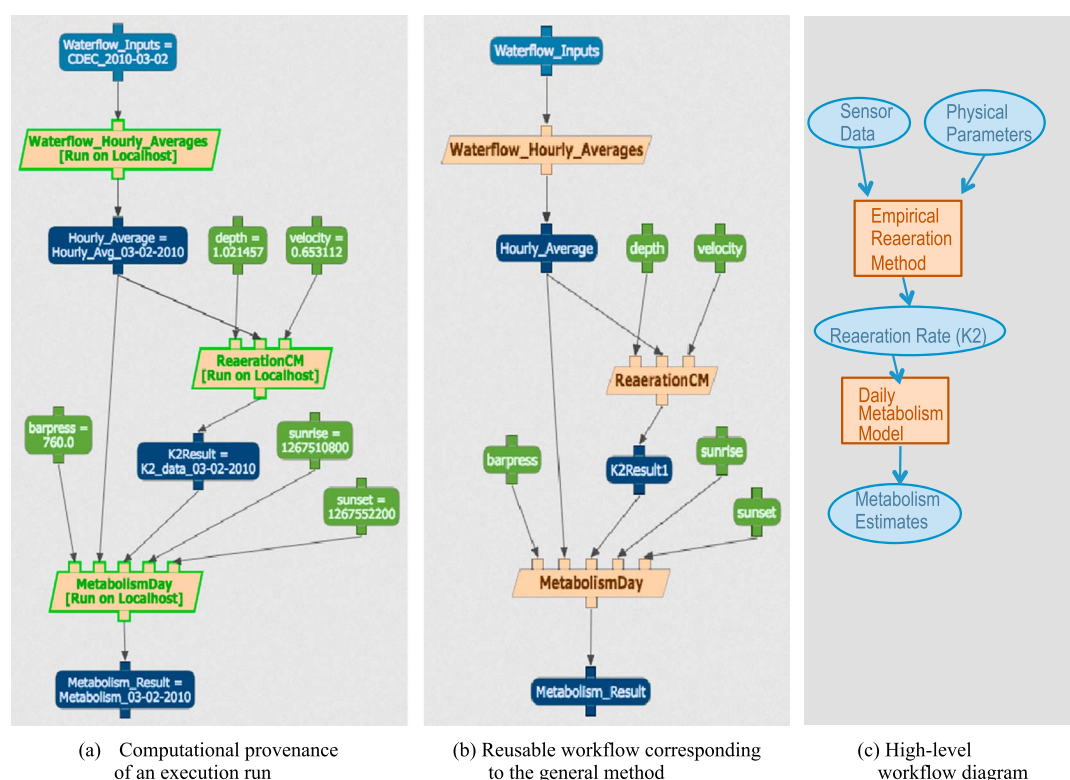 Waterflow_Inputs =
CDEC_2010-03-02
Waterflow_Hourly_Averages
[Run on Localhost]
Hourly_Average =
Hourly_Avg_03-02-2010
depth =
1.021457
velocity =
0.653112
ReaerationCM
[Run on Localhost]
barpress =
760.0
K2Result =
K2_data_03-02-2010
sunrise =
1267510800
sunset =
1267552200
MetabolismDay
[Run on Localhost]
Metabolism_Result =
Metabolism_03-02-2010
(a) Computational provenance
of an execution run
Waterflow_Inputs
Waterflow_Hourly_Averages
Hourly_Average
depth
velocity
ReaerationCM
barpress
K2Result1
sunrise
sunset
MetabolismDay
Metabolism_Result
(b) Reusable workflow corresponding
to the general method
Sensor
Data
Physical
Parameters
Empirical
Reaeration
Method
Reaeration Rate (K2)
Daily
Metabolism
Model
Metabolism
Estimates
(c) High-level
workflow diagram